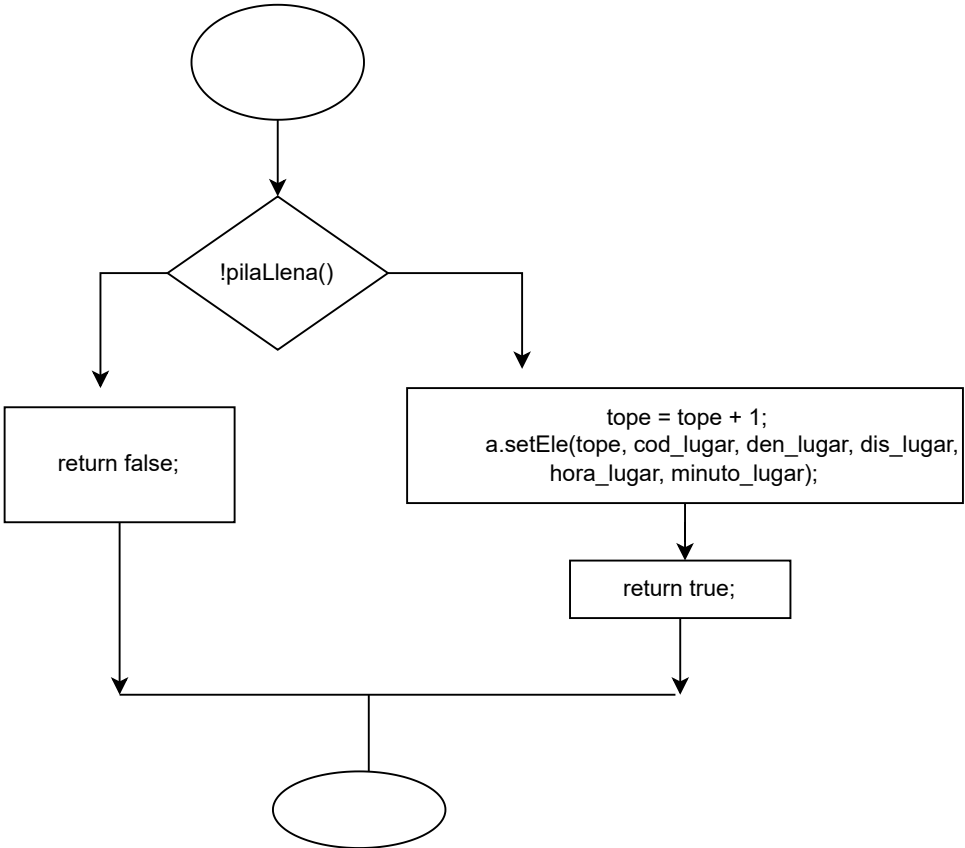 !pilaLlena()
return false;
tope = tope + 1;
a.setEle(tope, cod_lugar, den_lugar, dis_lugar,
hora_lugar, minuto_lugar);
return true;